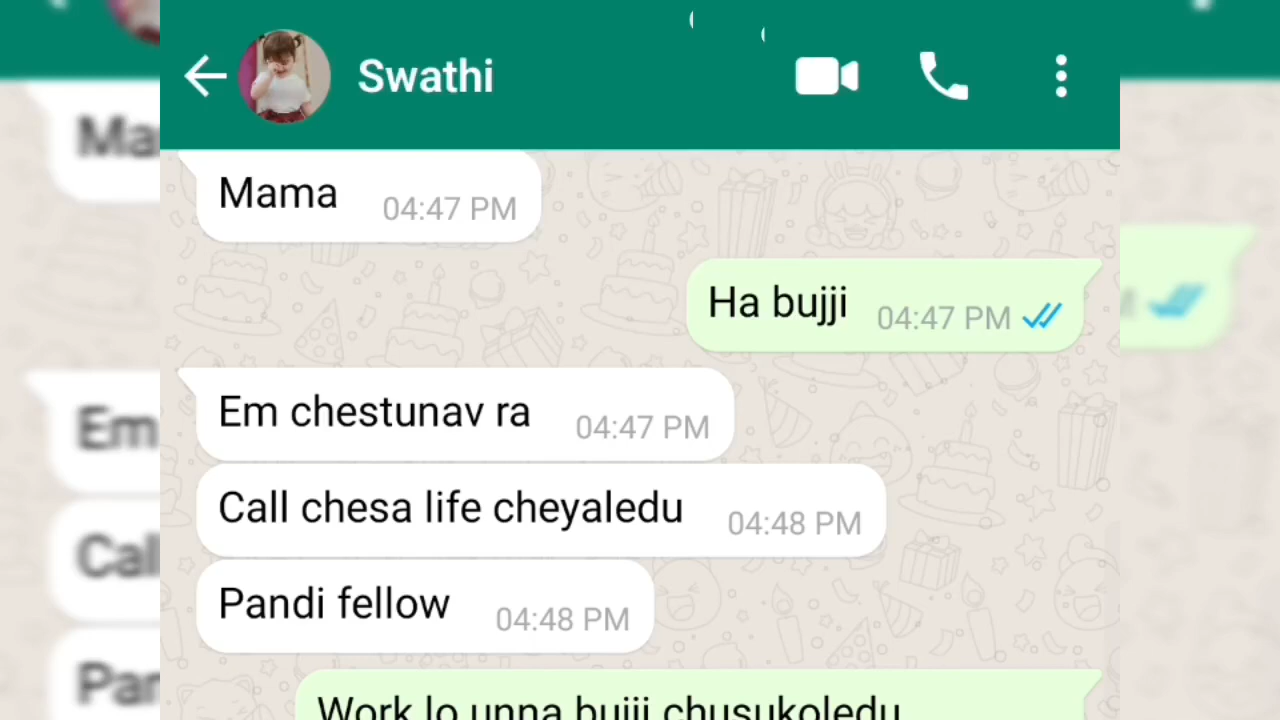 Swathi
Mama 04:47 PM
Ha bujji 04:47 PM
Em chestunav ra 04:47 PM
Call chesa life cheyaledu 04:48 PM
Pandi fellow 04:48 PM
Work lo unna bujji chusukoledu